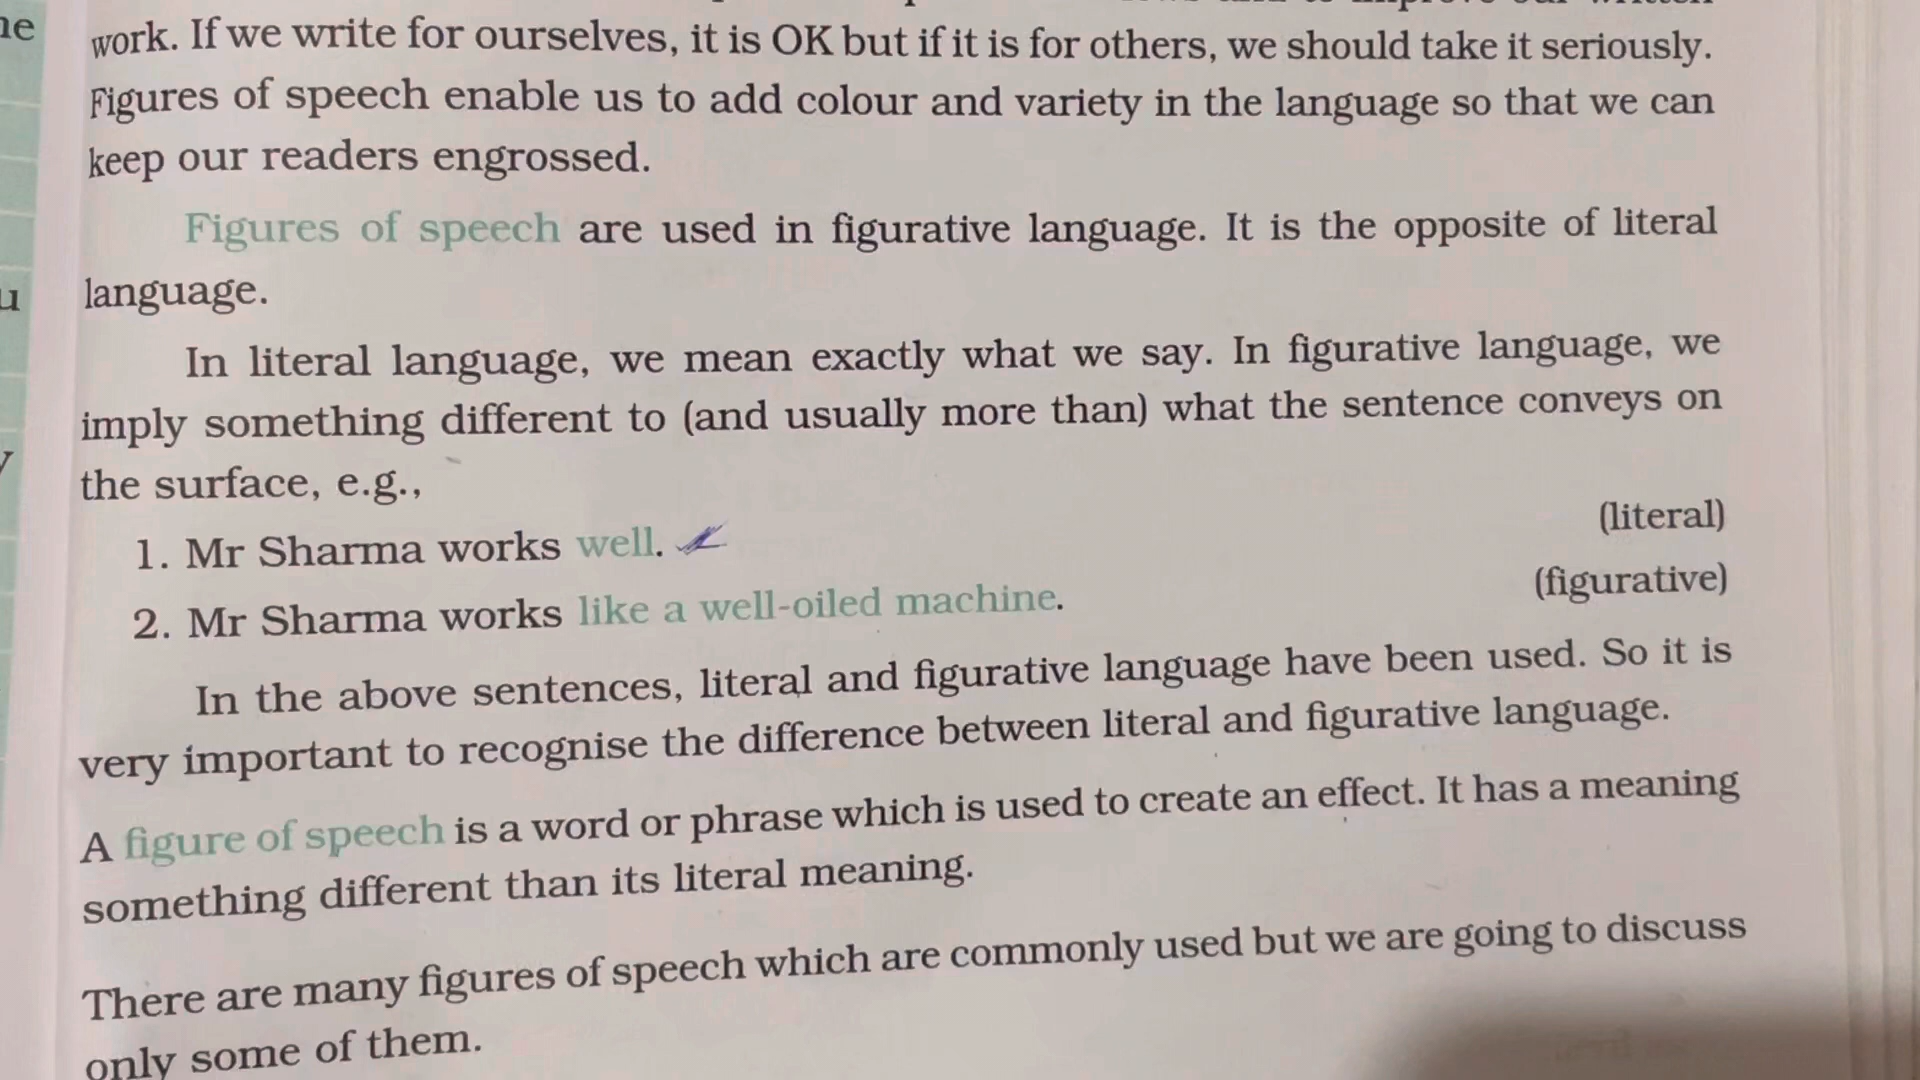 work. If we write for ourselves, it is OK but if it is for others, we should take it seriously.
Figures of speech enable us to add colour and variety in the language so that we can
keep our readers engrossed.
Figures of speech are used in figurative language. It is the opposite of literal
language.
In literal language, we mean exactly what we say. In figurative language, we
imply something different to (and usually more than) what the sentence conveys on
the surface, e.g.,
1. Mr Sharma works well. (literal)
2. Mr Sharma works like a well-oiled machine. (figurative)
In the above sentences, literal and figurative language have been used. So it is
very important to recognise the difference between literal and figurative language.
A figure of speech is a word or phrase which is used to create an effect. It has a meaning
something different than its literal meaning.
There are many figures of speech which are commonly used but we are going to discuss
only some of them.